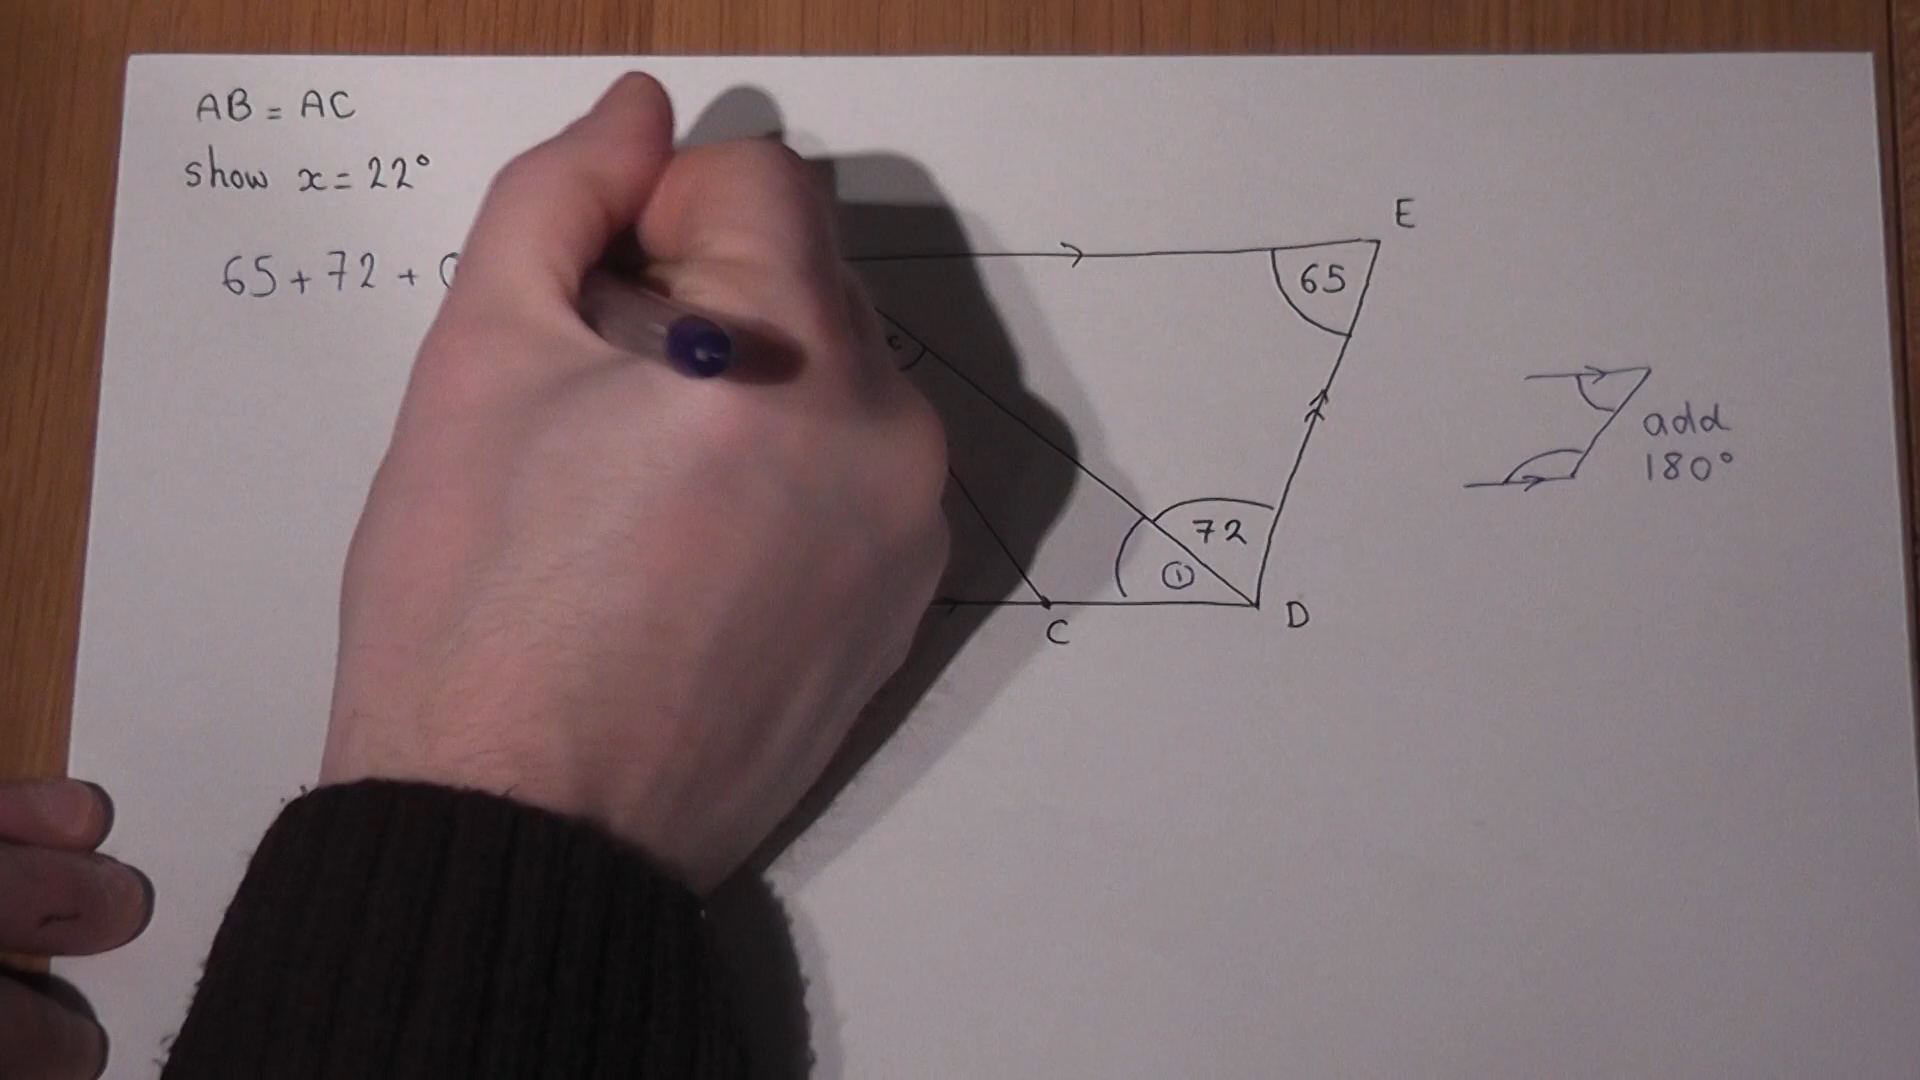 AB = AC
show x = 22°
65 + 72 +
E
65
add
180°
72
①
C
D